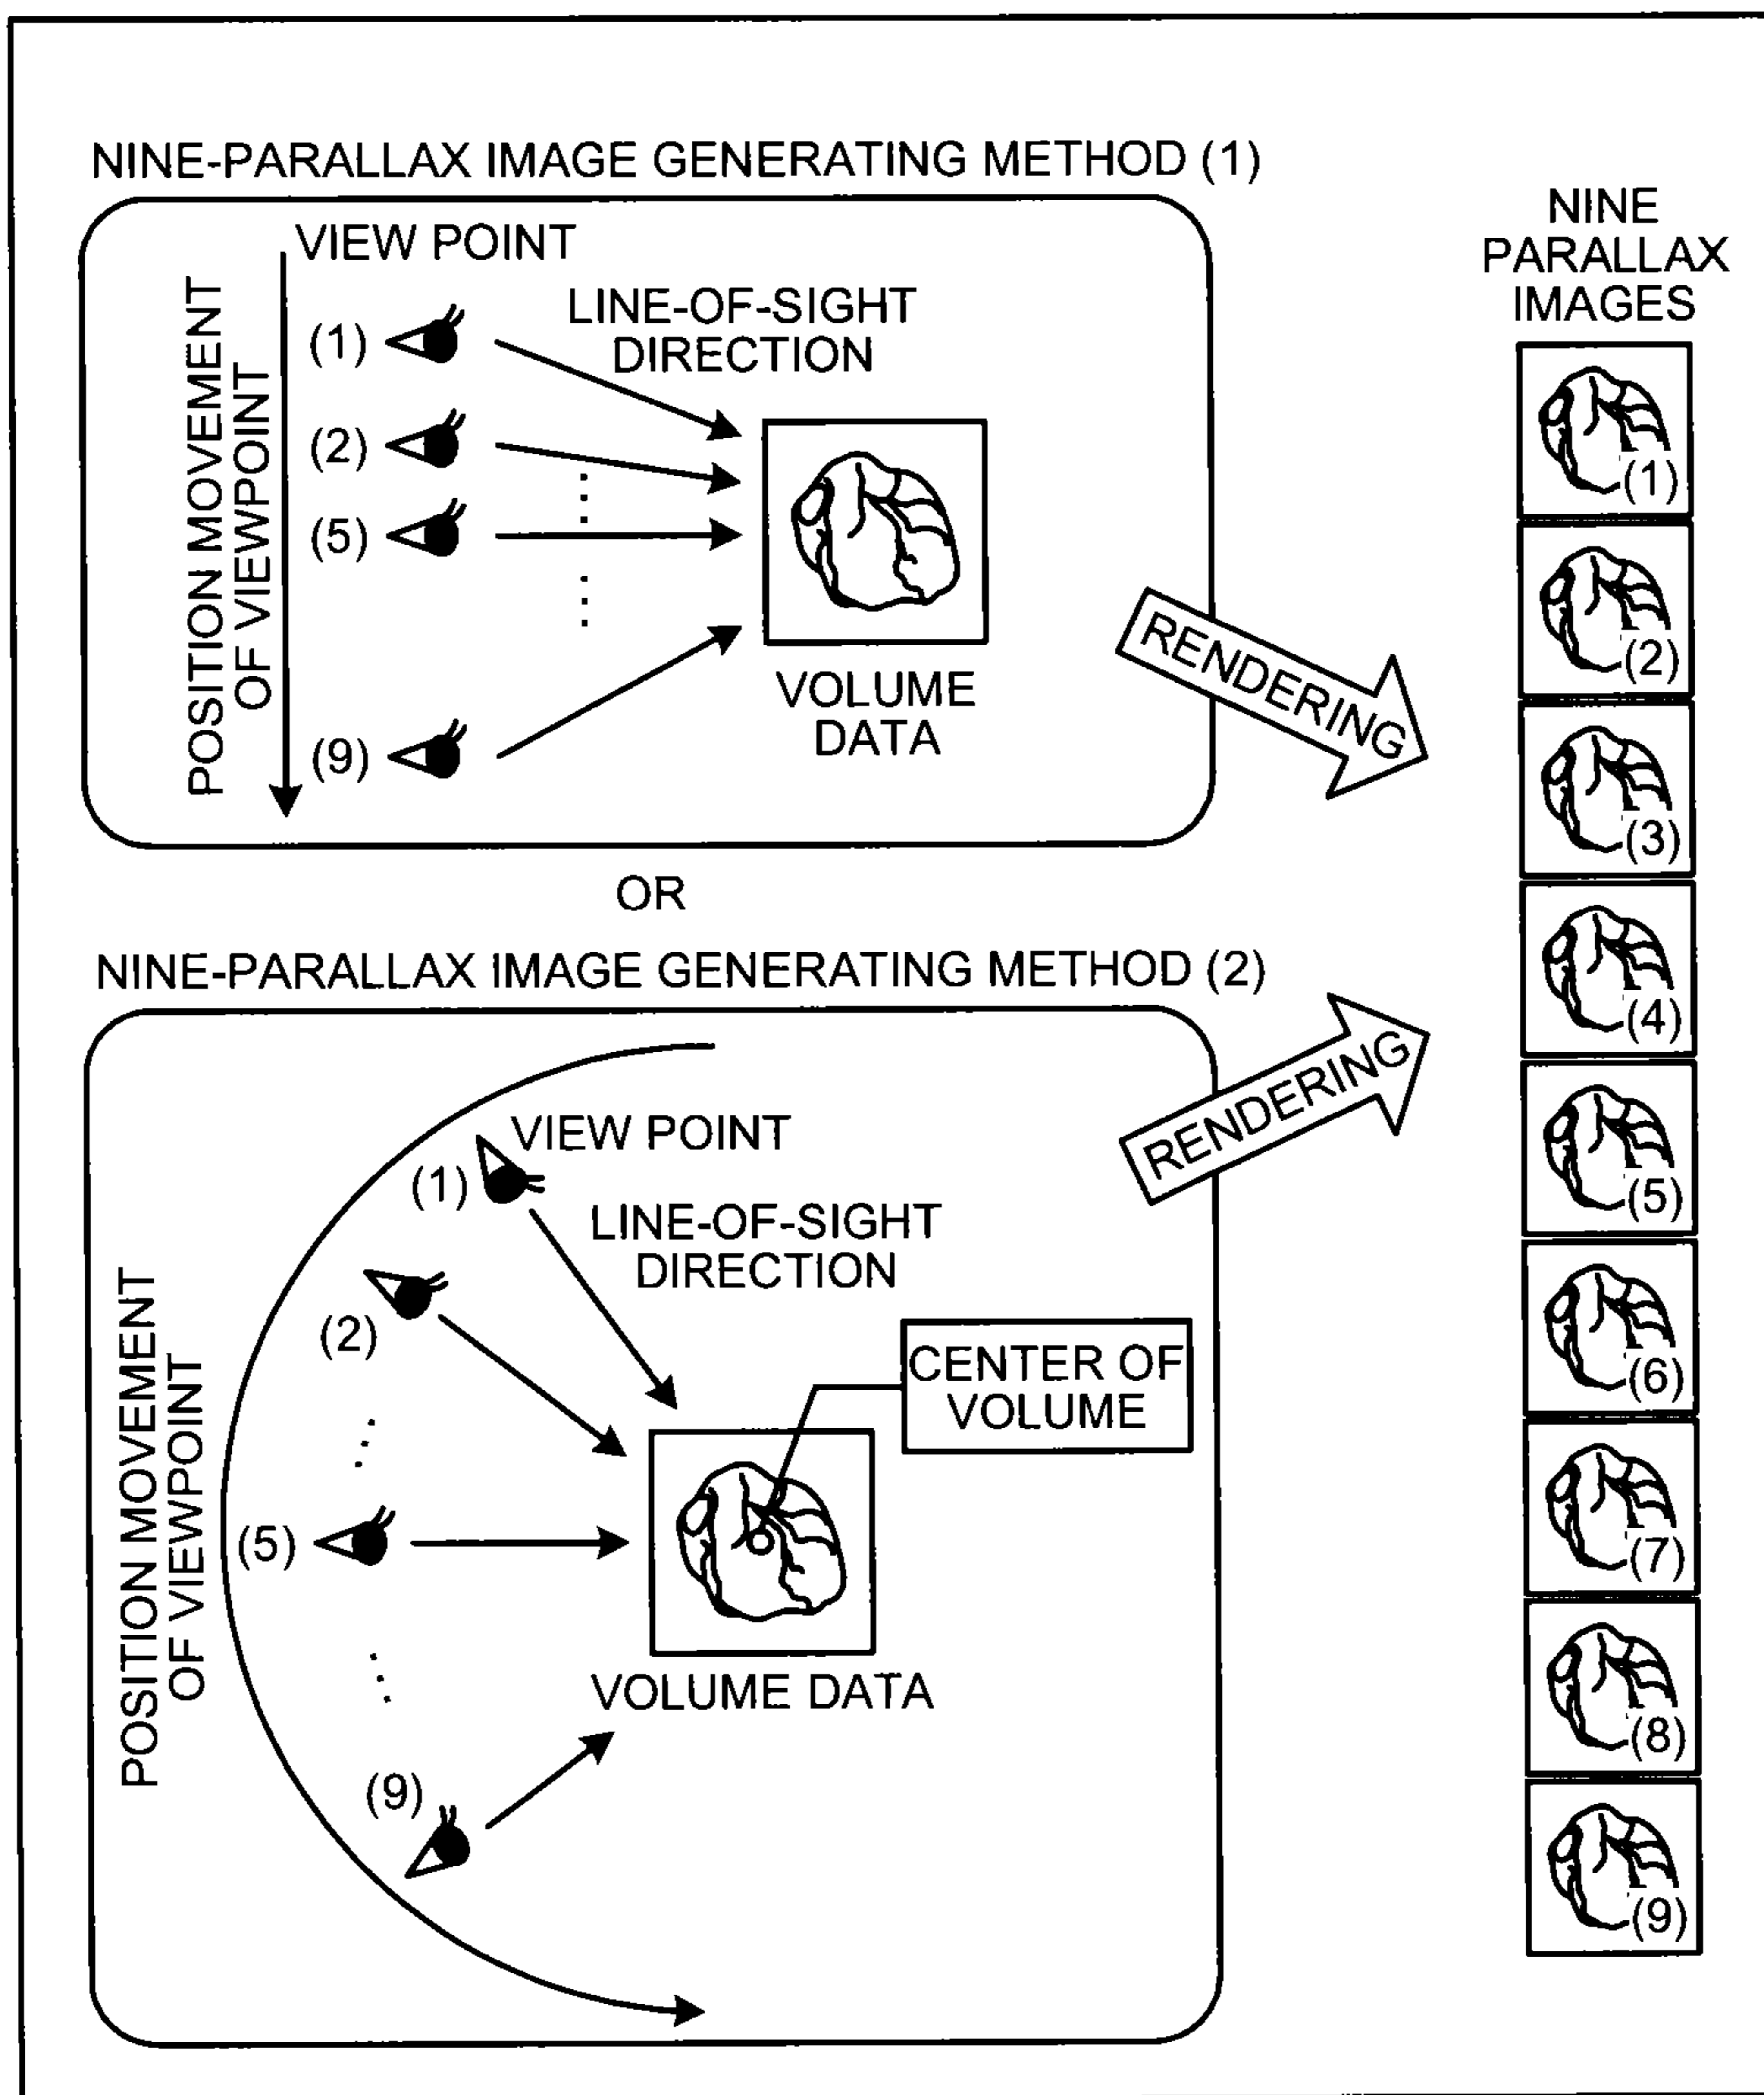 NINE-PARALLAX IMAGE GENERATING METHOD (1)
VIEW POINT
POSITION MOVEMENT
OF VIEWPOINT
LINE-OF-SIGHT
DIRECTION
(1)
(2)
(5)
(9)
VOLUME
DATA
RENDERING
OR
NINE-PARALLAX IMAGE GENERATING METHOD (2)
VIEW POINT
(1)
LINE-OF-SIGHT
DIRECTION
(2)
POSITION MOVEMENT
OF VIEWPOINT
CENTER OF
VOLUME
(5)
VOLUME DATA
(9)
RENDERING
NINE
PARALLAX
IMAGES
(1)
(2)
(3)
(4)
(5)
(6)
(7)
(8)
(9)